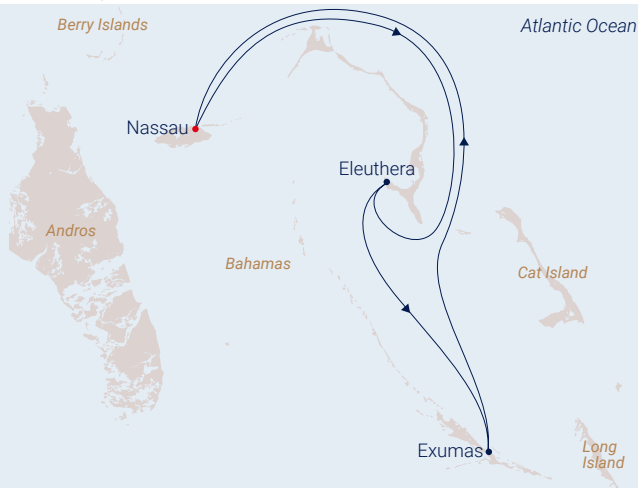 Berry Islands
Atlantic Ocean
Nassau
Eleuthera
Andros
Bahamas
Cat Island
Exumas
Long
Island